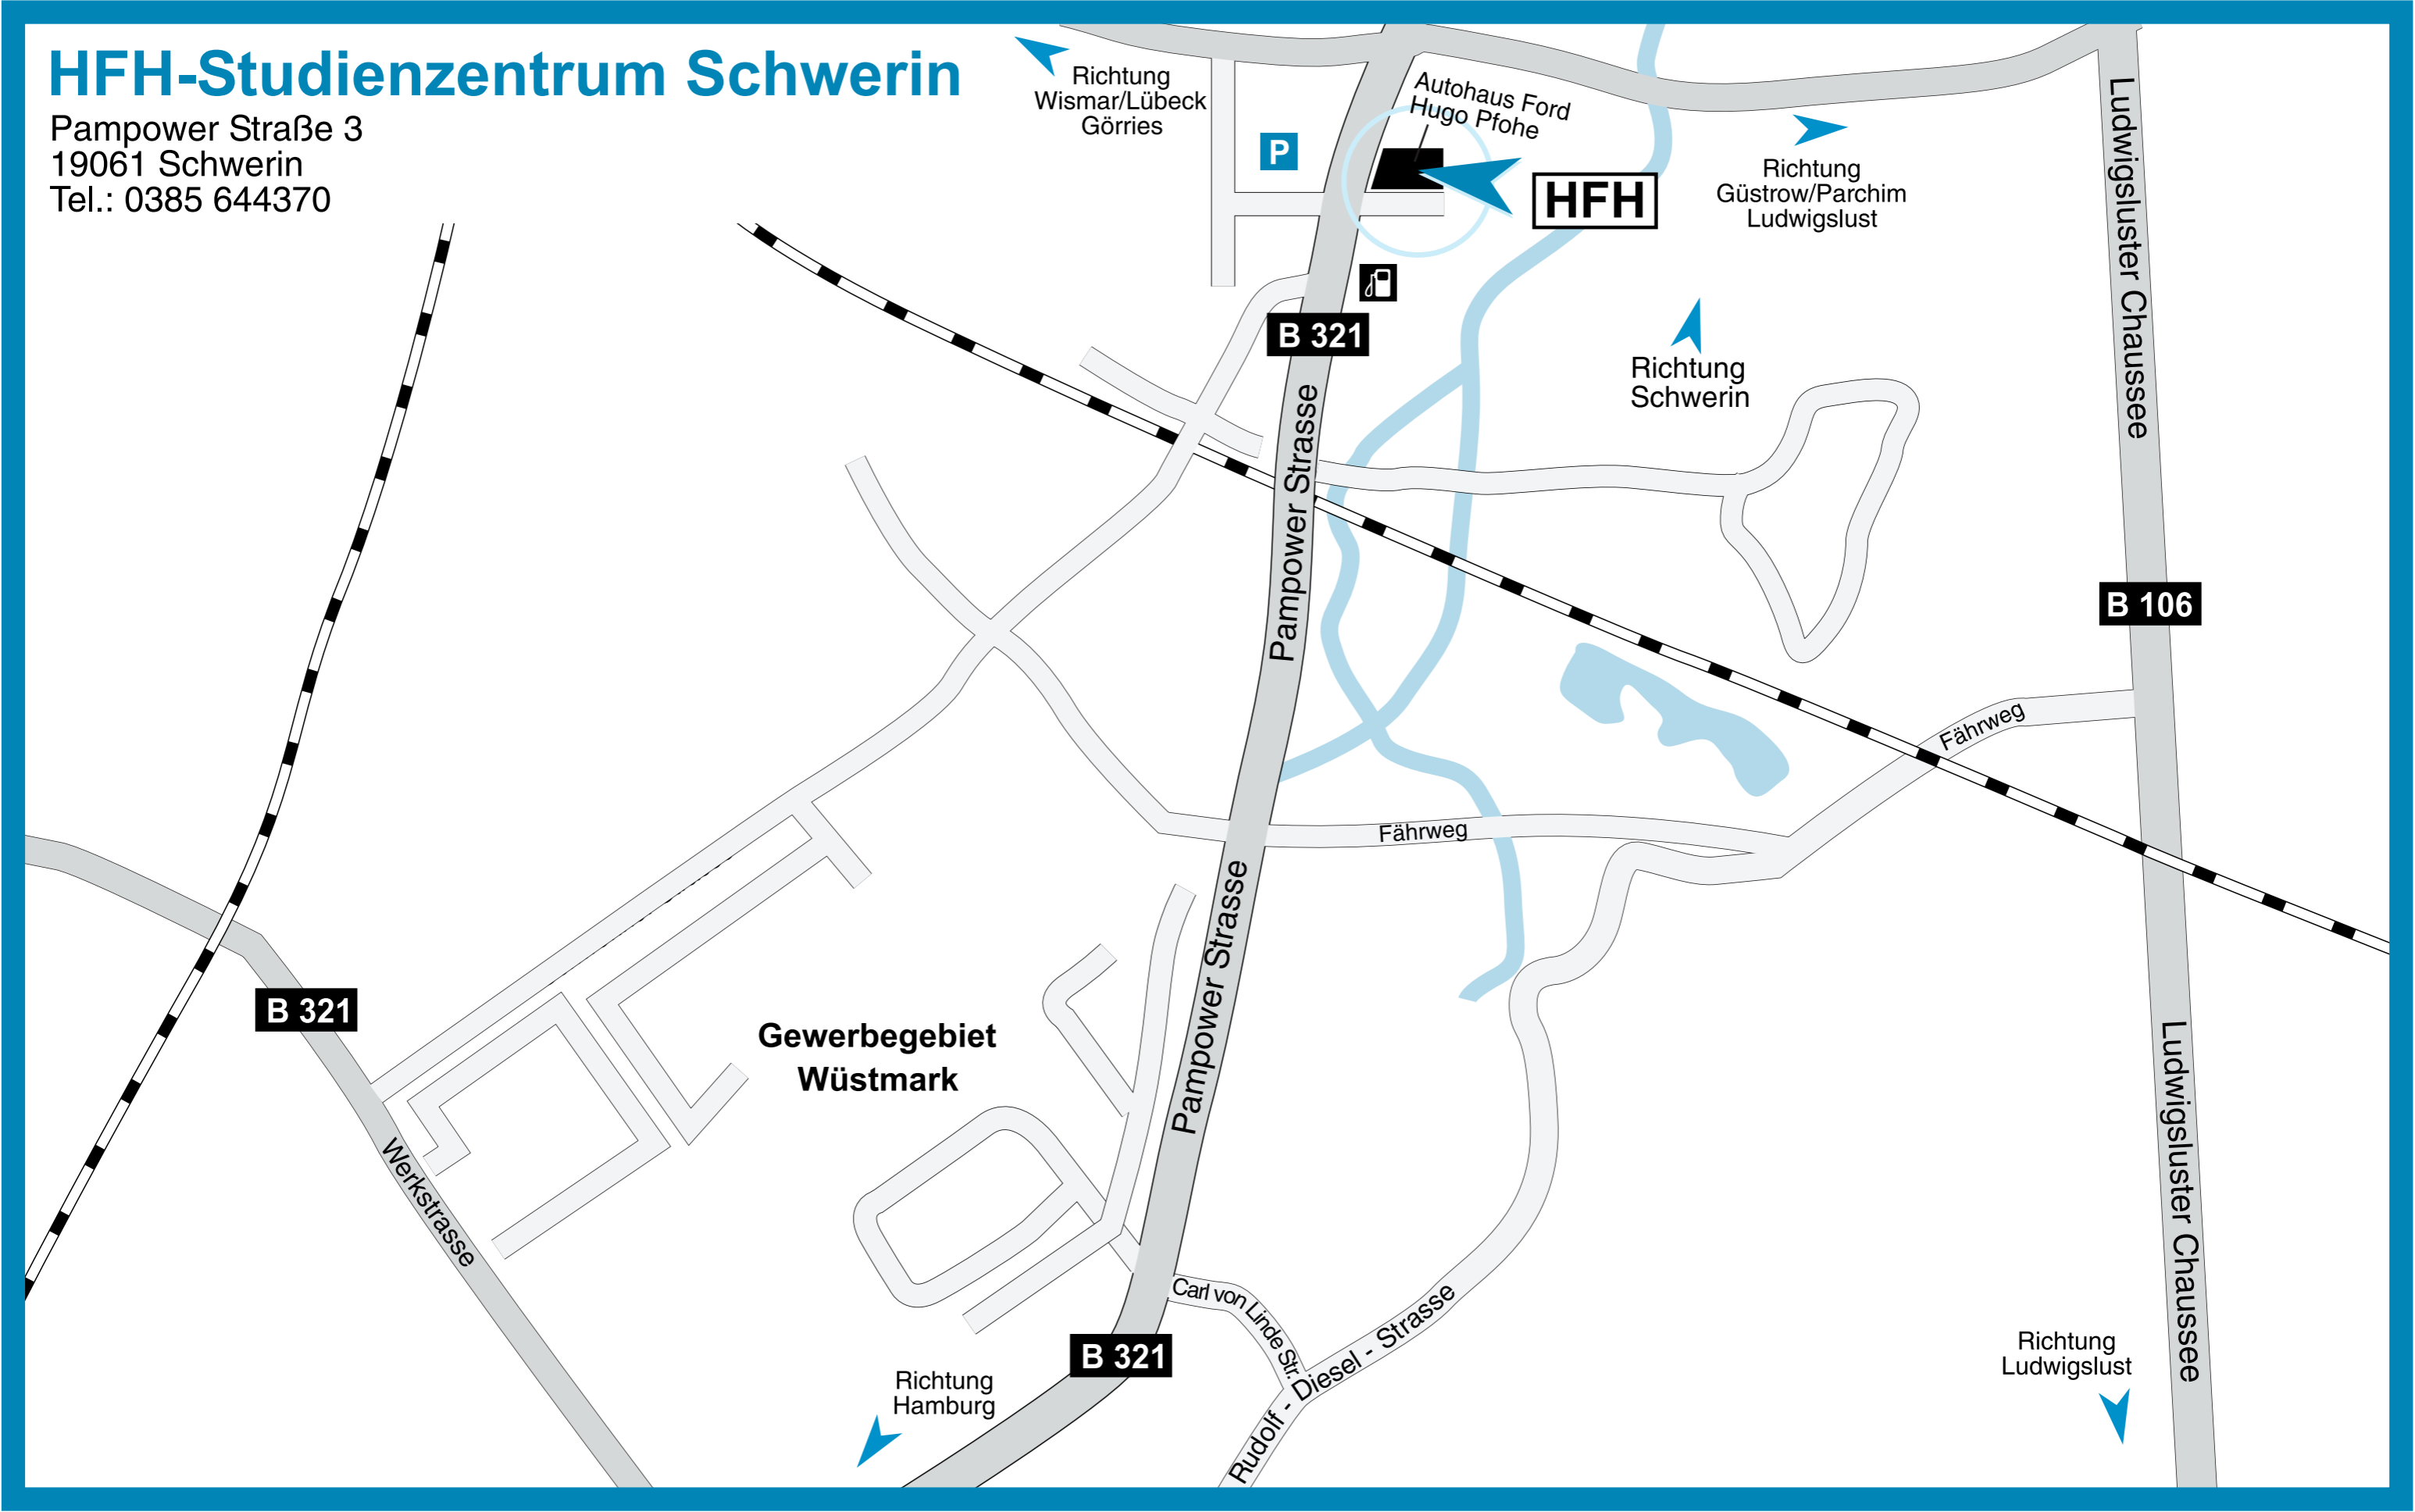 HFH-Studienzentrum Schwerin
Pampower Straße 3
19061 Schwerin
Tel.: 0385 644370
Richtung
Wismar/Lübeck
Görries
P
Autohaus Ford
Hugo Pfohe
HFH
Richtung
Güstrow/Parchim
Ludwigslust
Ludwigsluster Chaussee
B 321
Richtung
Schwerin
Pampower Strasse
B 106
Fährweg
Fährweg
Pampower Strasse
B 321
Gewerbegebiet
Wüstmark
Ludwigsluster Chaussee
Werkstrasse
Carl von Linde Str.
B 321
Rudolf - Diesel - Strasse
Richtung
Hamburg
Richtung
Ludwigslust